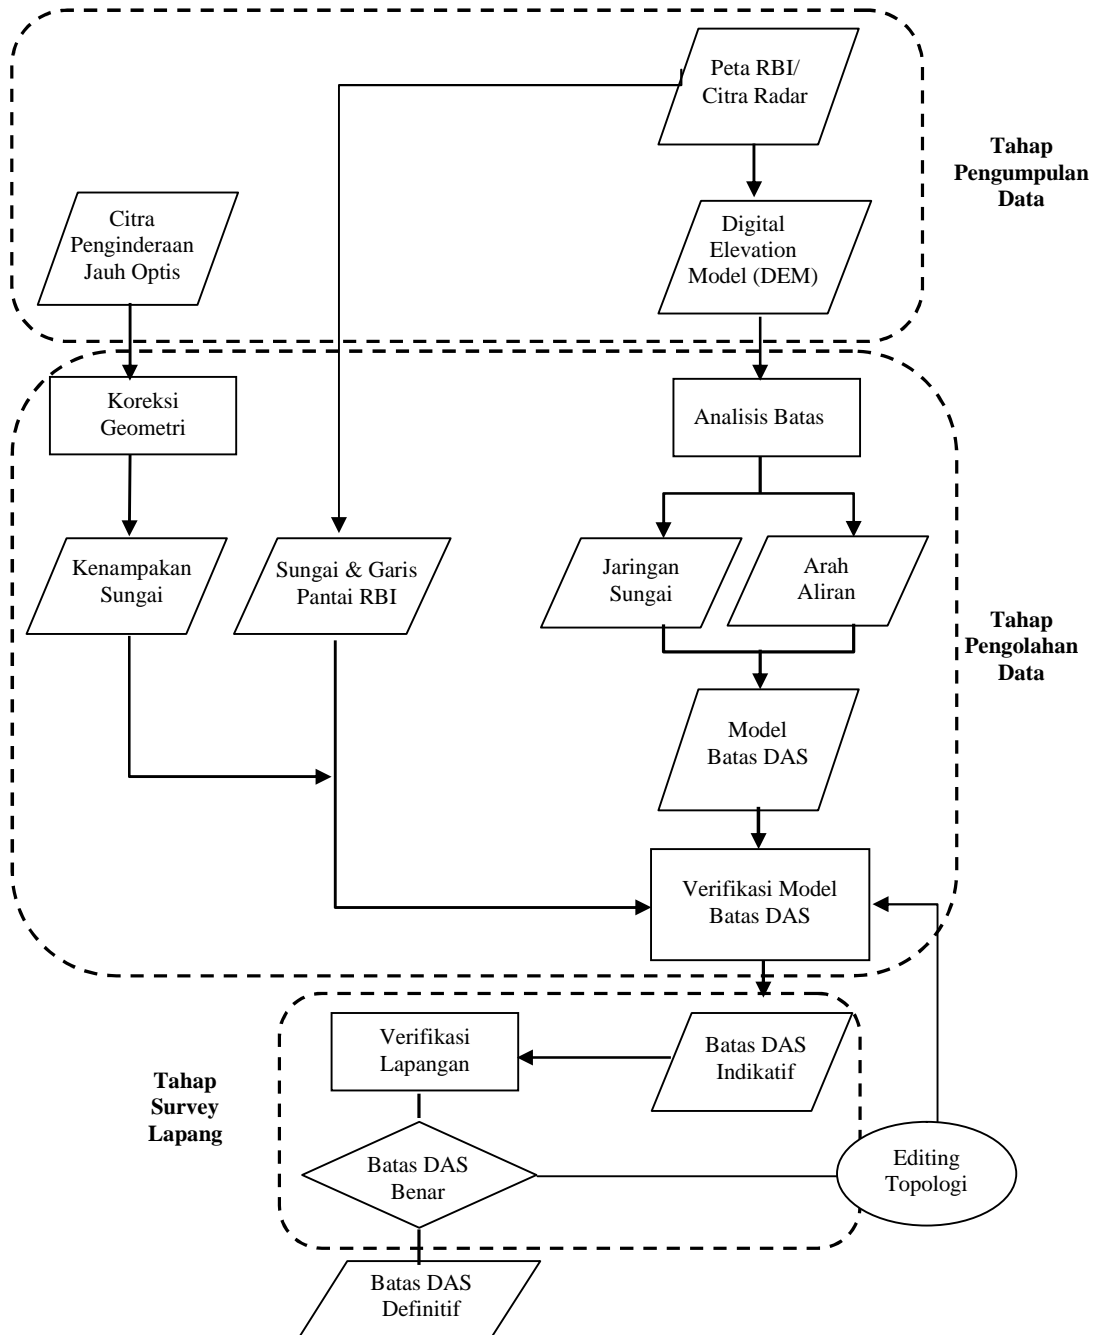 Peta RBI/
Citra Radar
Tahap
Pengumpulan
Data
Citra
Penginderaan
Jauh Optis
Digital
Elevation
Model (DEM)
Koreksi
Geometri
Analisis Batas
Kenampakan
Sungai
Sungai & Garis
Pantai RBI
Jaringan
Sungai
Arah
Aliran
Tahap
Pengolahan
Data
Model
Batas DAS
Verifikasi Model
Batas DAS
Verifikasi
Lapangan
Batas DAS
Indikatif
Tahap
Survey
Lapang
Batas DAS
Benar
Editing
Topologi
Batas DAS
Definitif